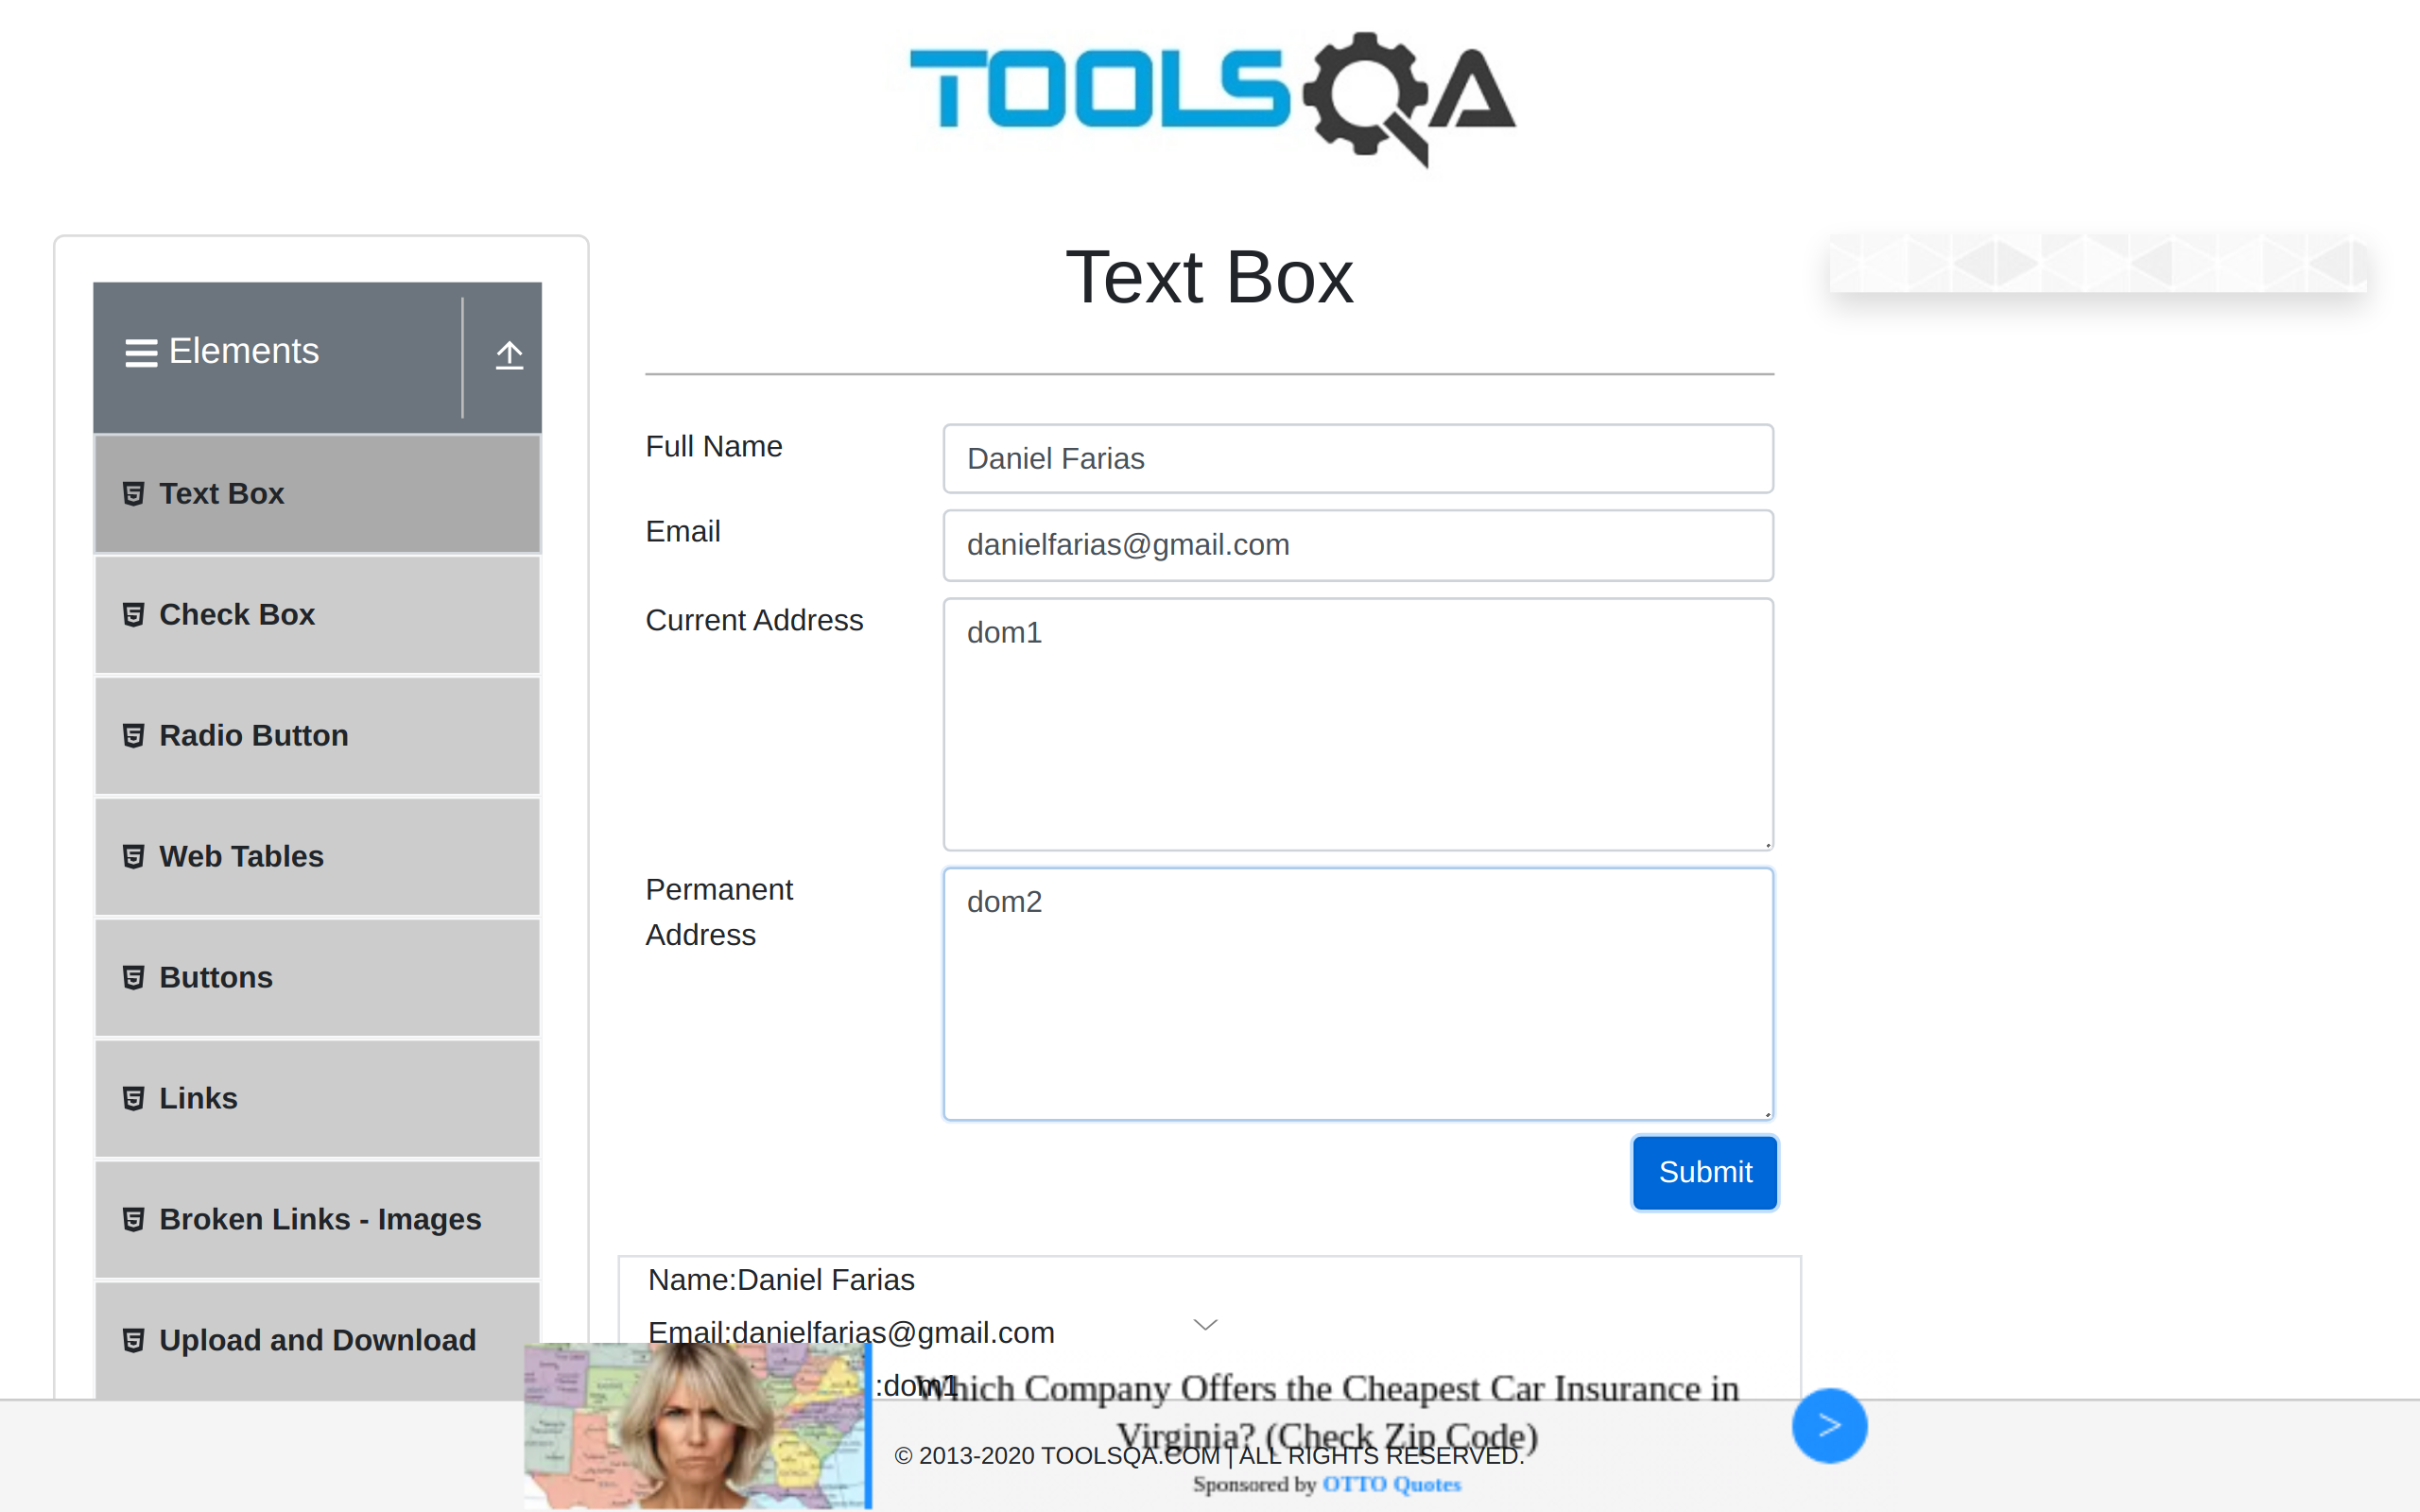 TOOLSQA
Text Box
Elements
Text Box
Check Box
Radio Button
Web Tables
Buttons
Links
Broken Links - Images
Upload and Download
Full Name
Daniel Farias
Email
danielfarias@gmail.com
Current Address
dom1
Permanent
Address
dom2
Submit
Name:Daniel Farias
Email:danielfarias@gmail.com
:dom1
Which Company Offers the Cheapest Car Insurance in
Virginia? (Check Zip Code)
© 2013-2020 TOOLSQA.COM | ALL RIGHTS RESERVED.
Sponsored by OTTO Quotes